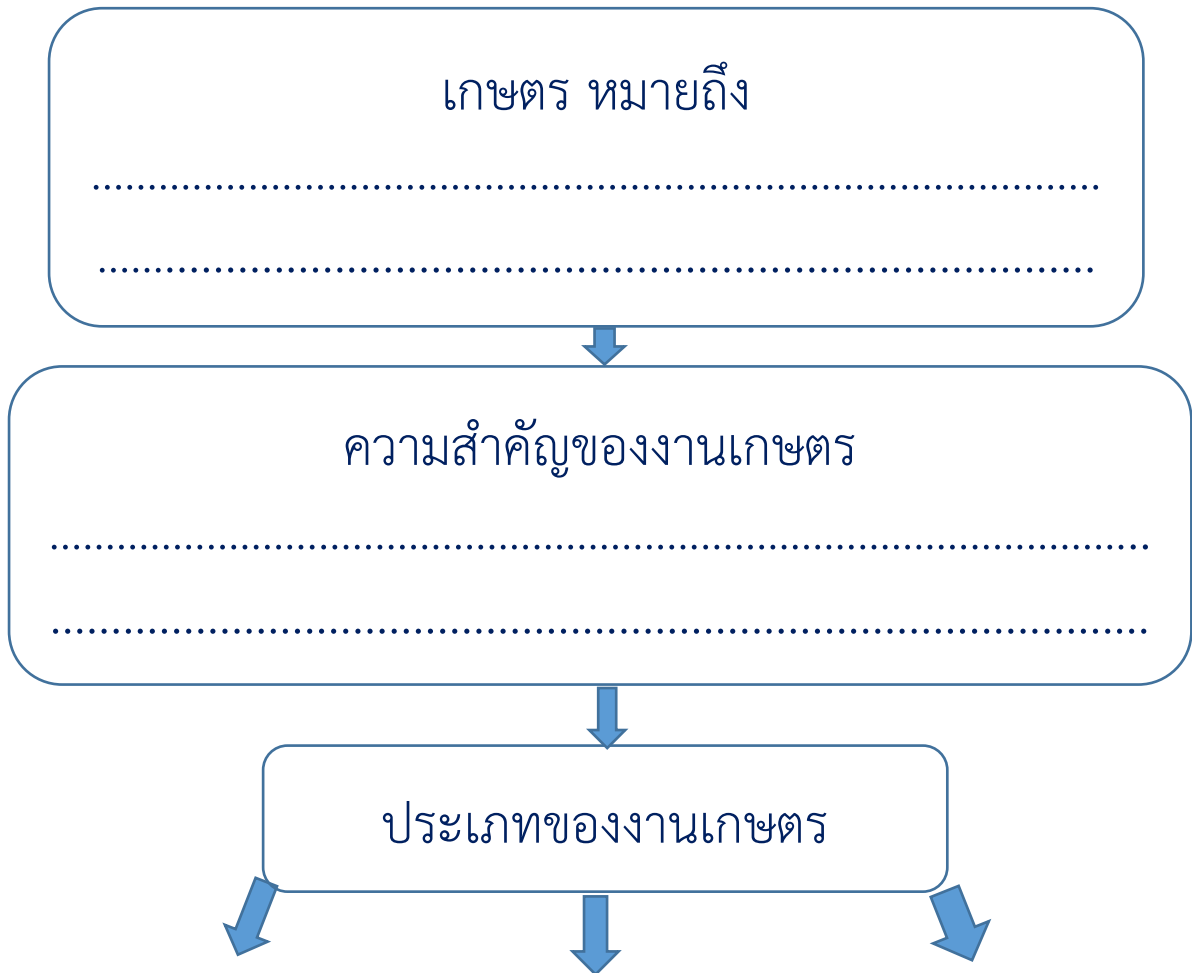 เกษตร หมายถึง
..........................................................................................
.........................................................................................
ความสำคัญของงานเกษตร
..................................................................................................
..................................................................................................
ประเภทของงานเกษตร